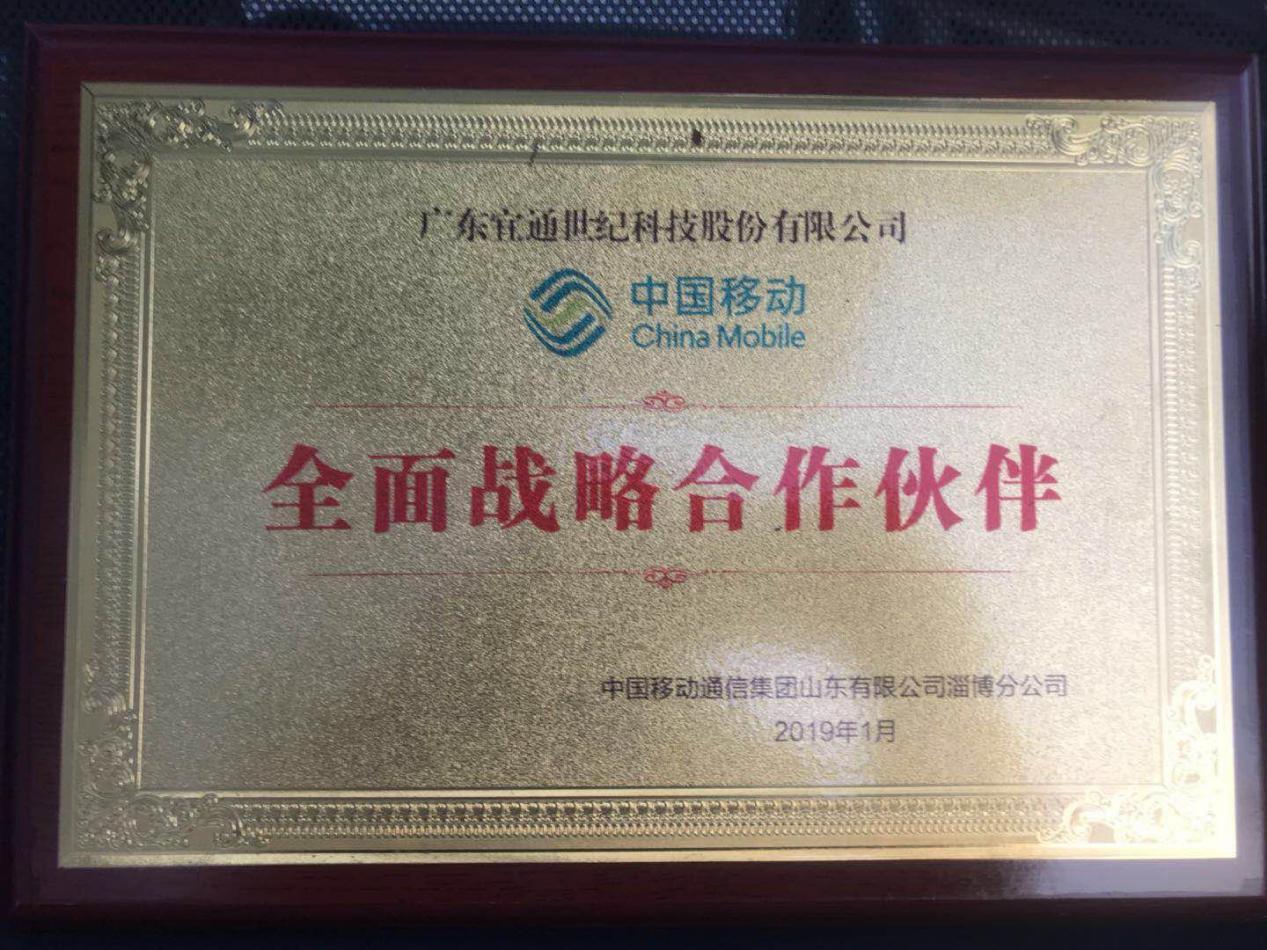 广东宜通世纪科技股份有限公司
中国移动
China Mobile
全面战略合作伙伴
中国移动通信集团山东有限公司淄博分公司
2019年1月